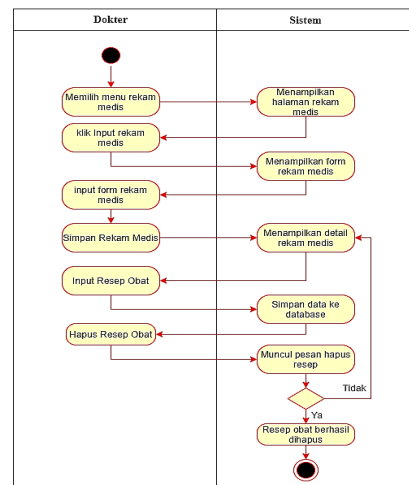 Dokter
Sistem
Memilih menu rekam
medis
Menampilkan
halaman rekam
medis
klik Input rekam
medis
Menampilkan form
rekam medis
input form rekam
medis
Simpan Rekam Medis
Menampilkan detail
rekam medis
Input Resep Obat
Simpan data ke
database
Hapus Resep Obat
Muncul pesan hapus
resep
Tidak
Ya
Resep obat berhasil
dihapus